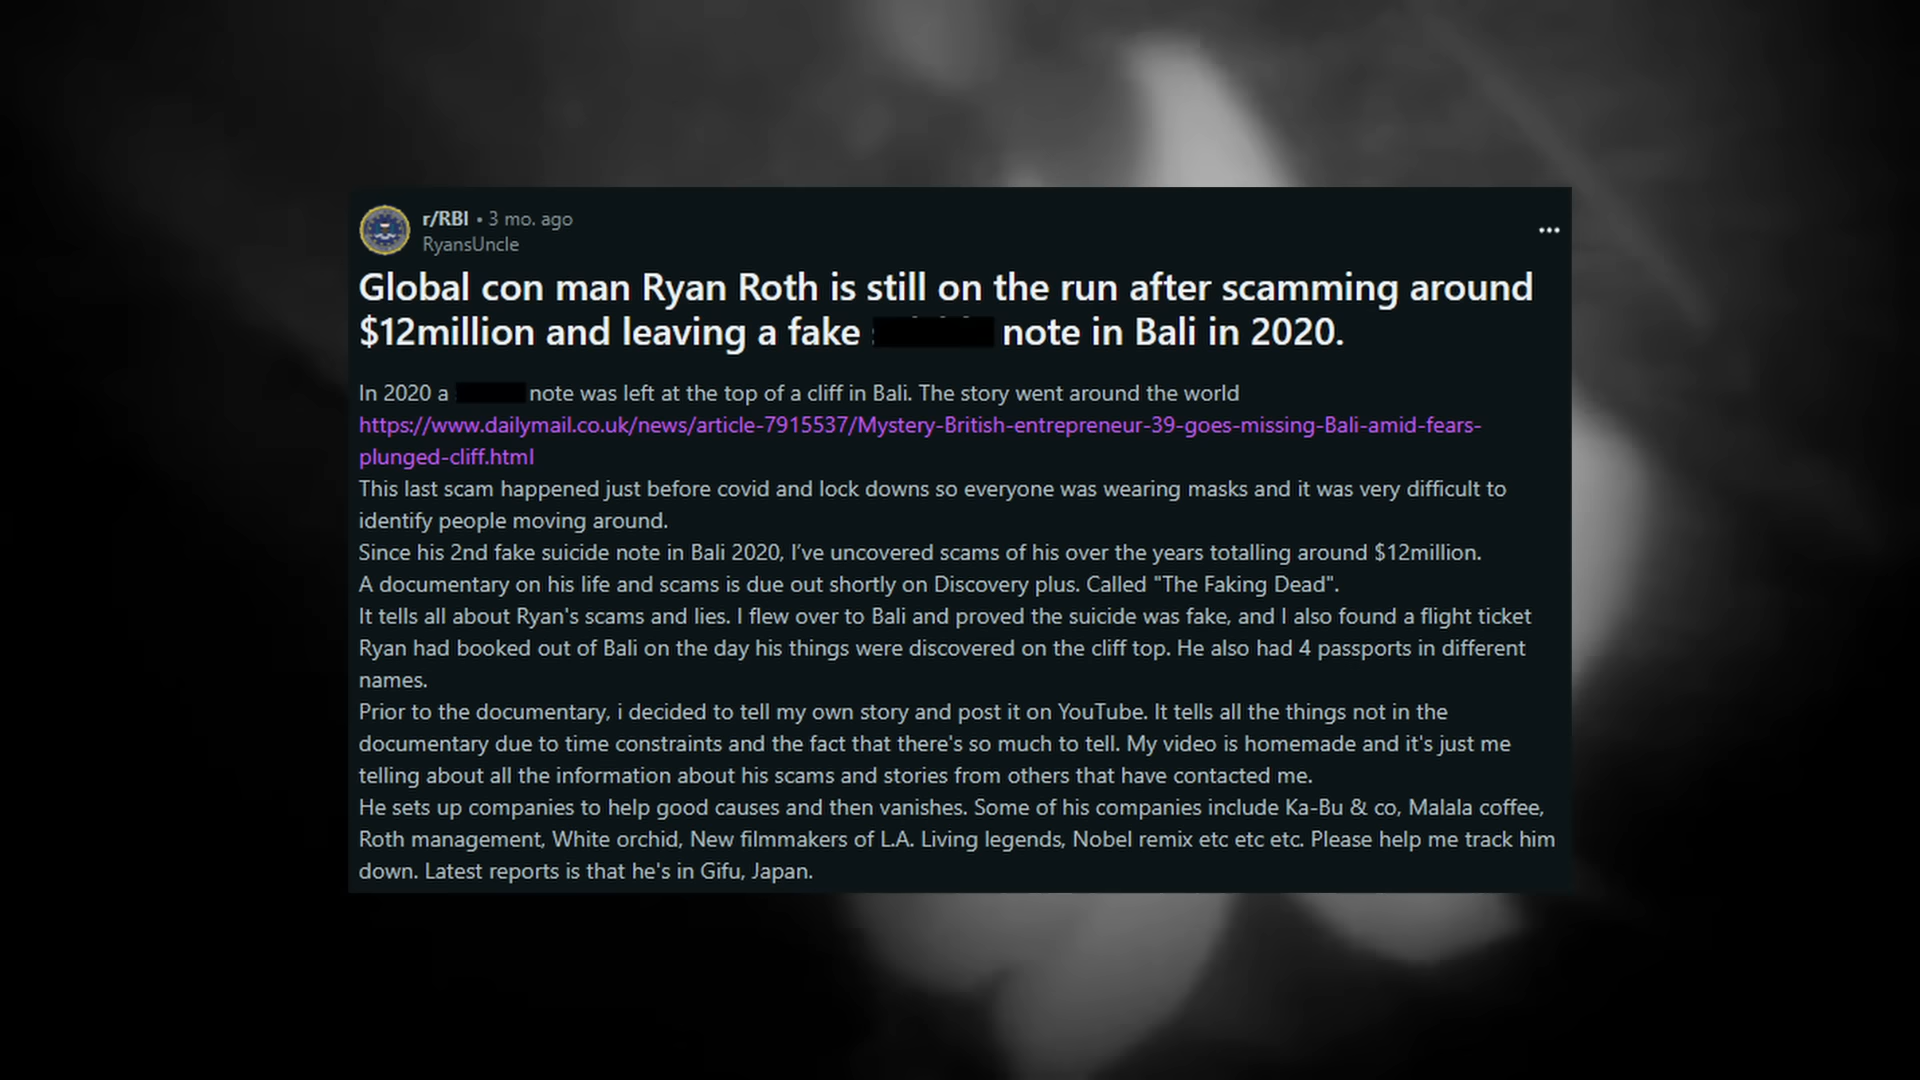 r/RBI • 3 mo. ago
RyansUncle
Global con man Ryan Roth is still on the run after scamming around
$12million and leaving a fake note in Bali in 2020.
In 2020 a note was left at the top of a cliff in Bali. The story went around the world
https://www.dailymail.co.uk/news/article-7915537/Mystery-British-entrepreneur-39-goes-missing-Bali-amid-fears-
plunged-cliff.html
This last scam happened just before covid and lock downs so everyone was wearing masks and it was very difficult to
identify people moving around.
Since his 2nd fake suicide note in Bali 2020, I've uncovered scams of his over the years totalling around $12million.
A documentary on his life and scams is due out shortly on Discovery plus. Called "The Faking Dead".
It tells all about Ryan's scams and lies. I flew over to Bali and proved the suicide was fake, and I also found a flight ticket
Ryan had booked out of Bali on the day his things were discovered on the cliff top. He also had 4 passports in different
names.
Prior to the documentary, i decided to tell my own story and post it on YouTube. It tells all the things not in the
documentary due to time constraints and the fact that there's so much to tell. My video is homemade and it's just me
telling about all the information about his scams and stories from others that have contacted me.
He sets up companies to help good causes and then vanishes. Some of his companies include Ka-Bu & co, Malala coffee,
Roth management, White orchid, New filmmakers of L.A. Living legends, Nobel remix etc etc etc. Please help me track him
down. Latest reports is that he's in Gifu, Japan.